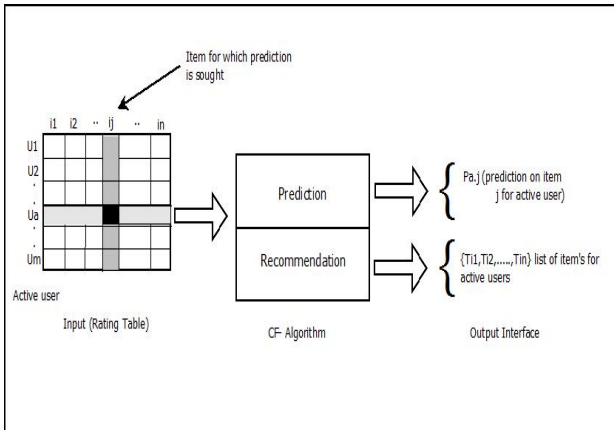 Item for which prediction
is sought
i1 i2 ·· ij ·· in
U1
U2
.
.
Ua
.
.
Um
Active user
Input (Rating Table)
Prediction
Recommendation
CF- Algorithm
Pa.j (prediction on item
j for active user)
{Ti1,Ti2,.....,Tin} list of item's for
active users
Output Interface